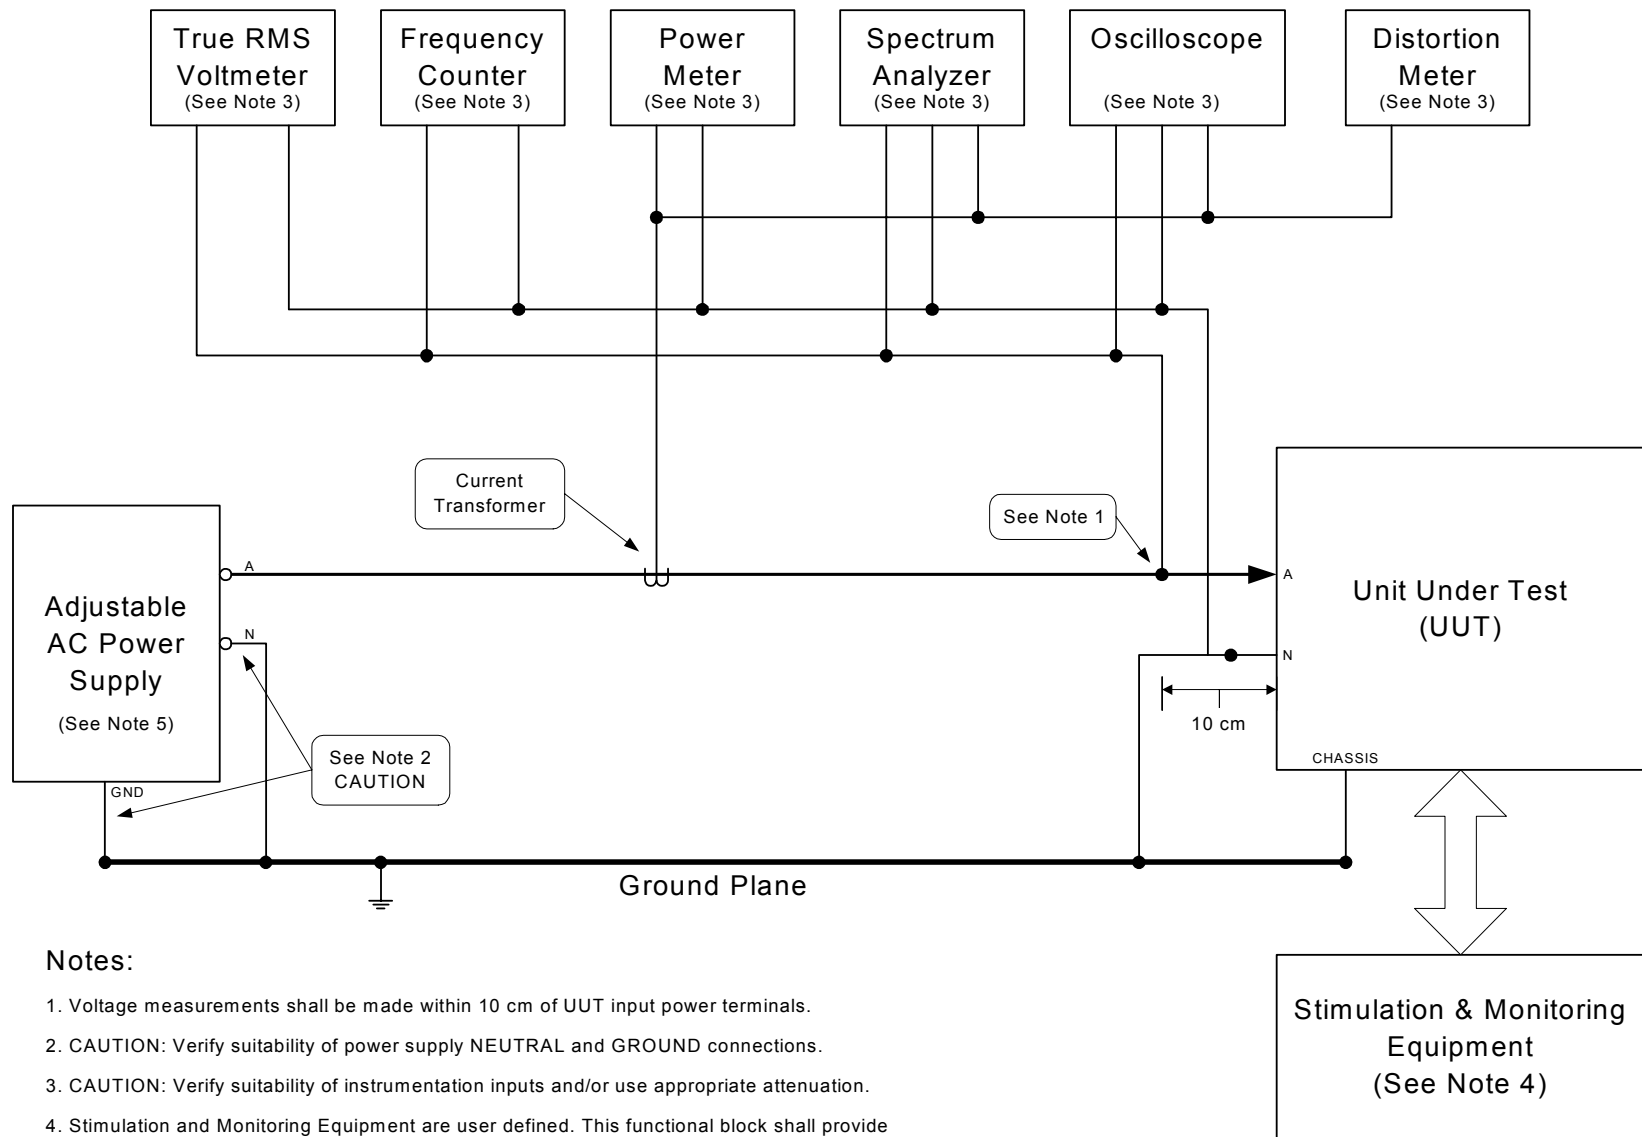 True RMS
Voltmeter
(See Note 3)
Frequency
Counter
(See Note 3)
Power
Meter
(See Note 3)
Spectrum
Analyzer
(See Note 3)
Oscilloscope
(See Note 3)
Distortion
Meter
(See Note 3)
Current
Transformer
See Note 1
Adjustable
AC Power
Supply
(See Note 5)
A
N
GND
See Note 2
CAUTION
A
N
Unit Under Test
(UUT)
10 cm
CHASSIS
Ground Plane
Notes:
1. Voltage measurements shall be made within 10 cm of UUT input power terminals.
2. CAUTION: Verify suitability of power supply NEUTRAL and GROUND connections.
3. CAUTION: Verify suitability of instrumentation inputs and/or use appropriate attenuation.
4. Stimulation and Monitoring Equipment are user defined. This functional block shall provide
Stimulation & Monitoring
Equipment
(See Note 4)